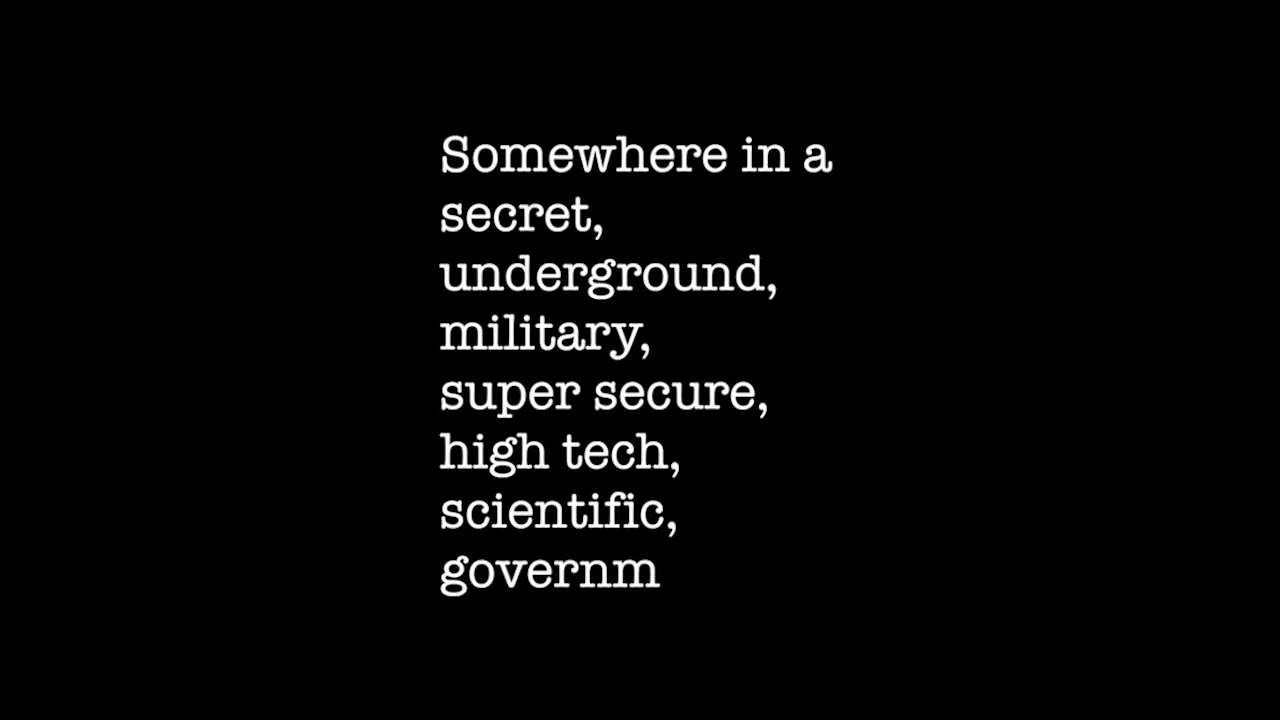 Somewhere in a
secret,
underground,
military,
super secure,
high tech,
scientific,
governm